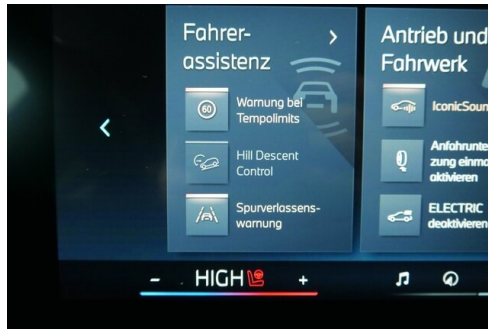 Fahrer-
assistenz
60
Warnung bei
Tempolimits
Hill Descent
Control
Spurverlassens-
warnung
Antrieb und
Fahrwerk
IconicSoun
Anfahrunte
zung einma
aktivieren
ELECTRIC
deaktivieren
- HIGH +